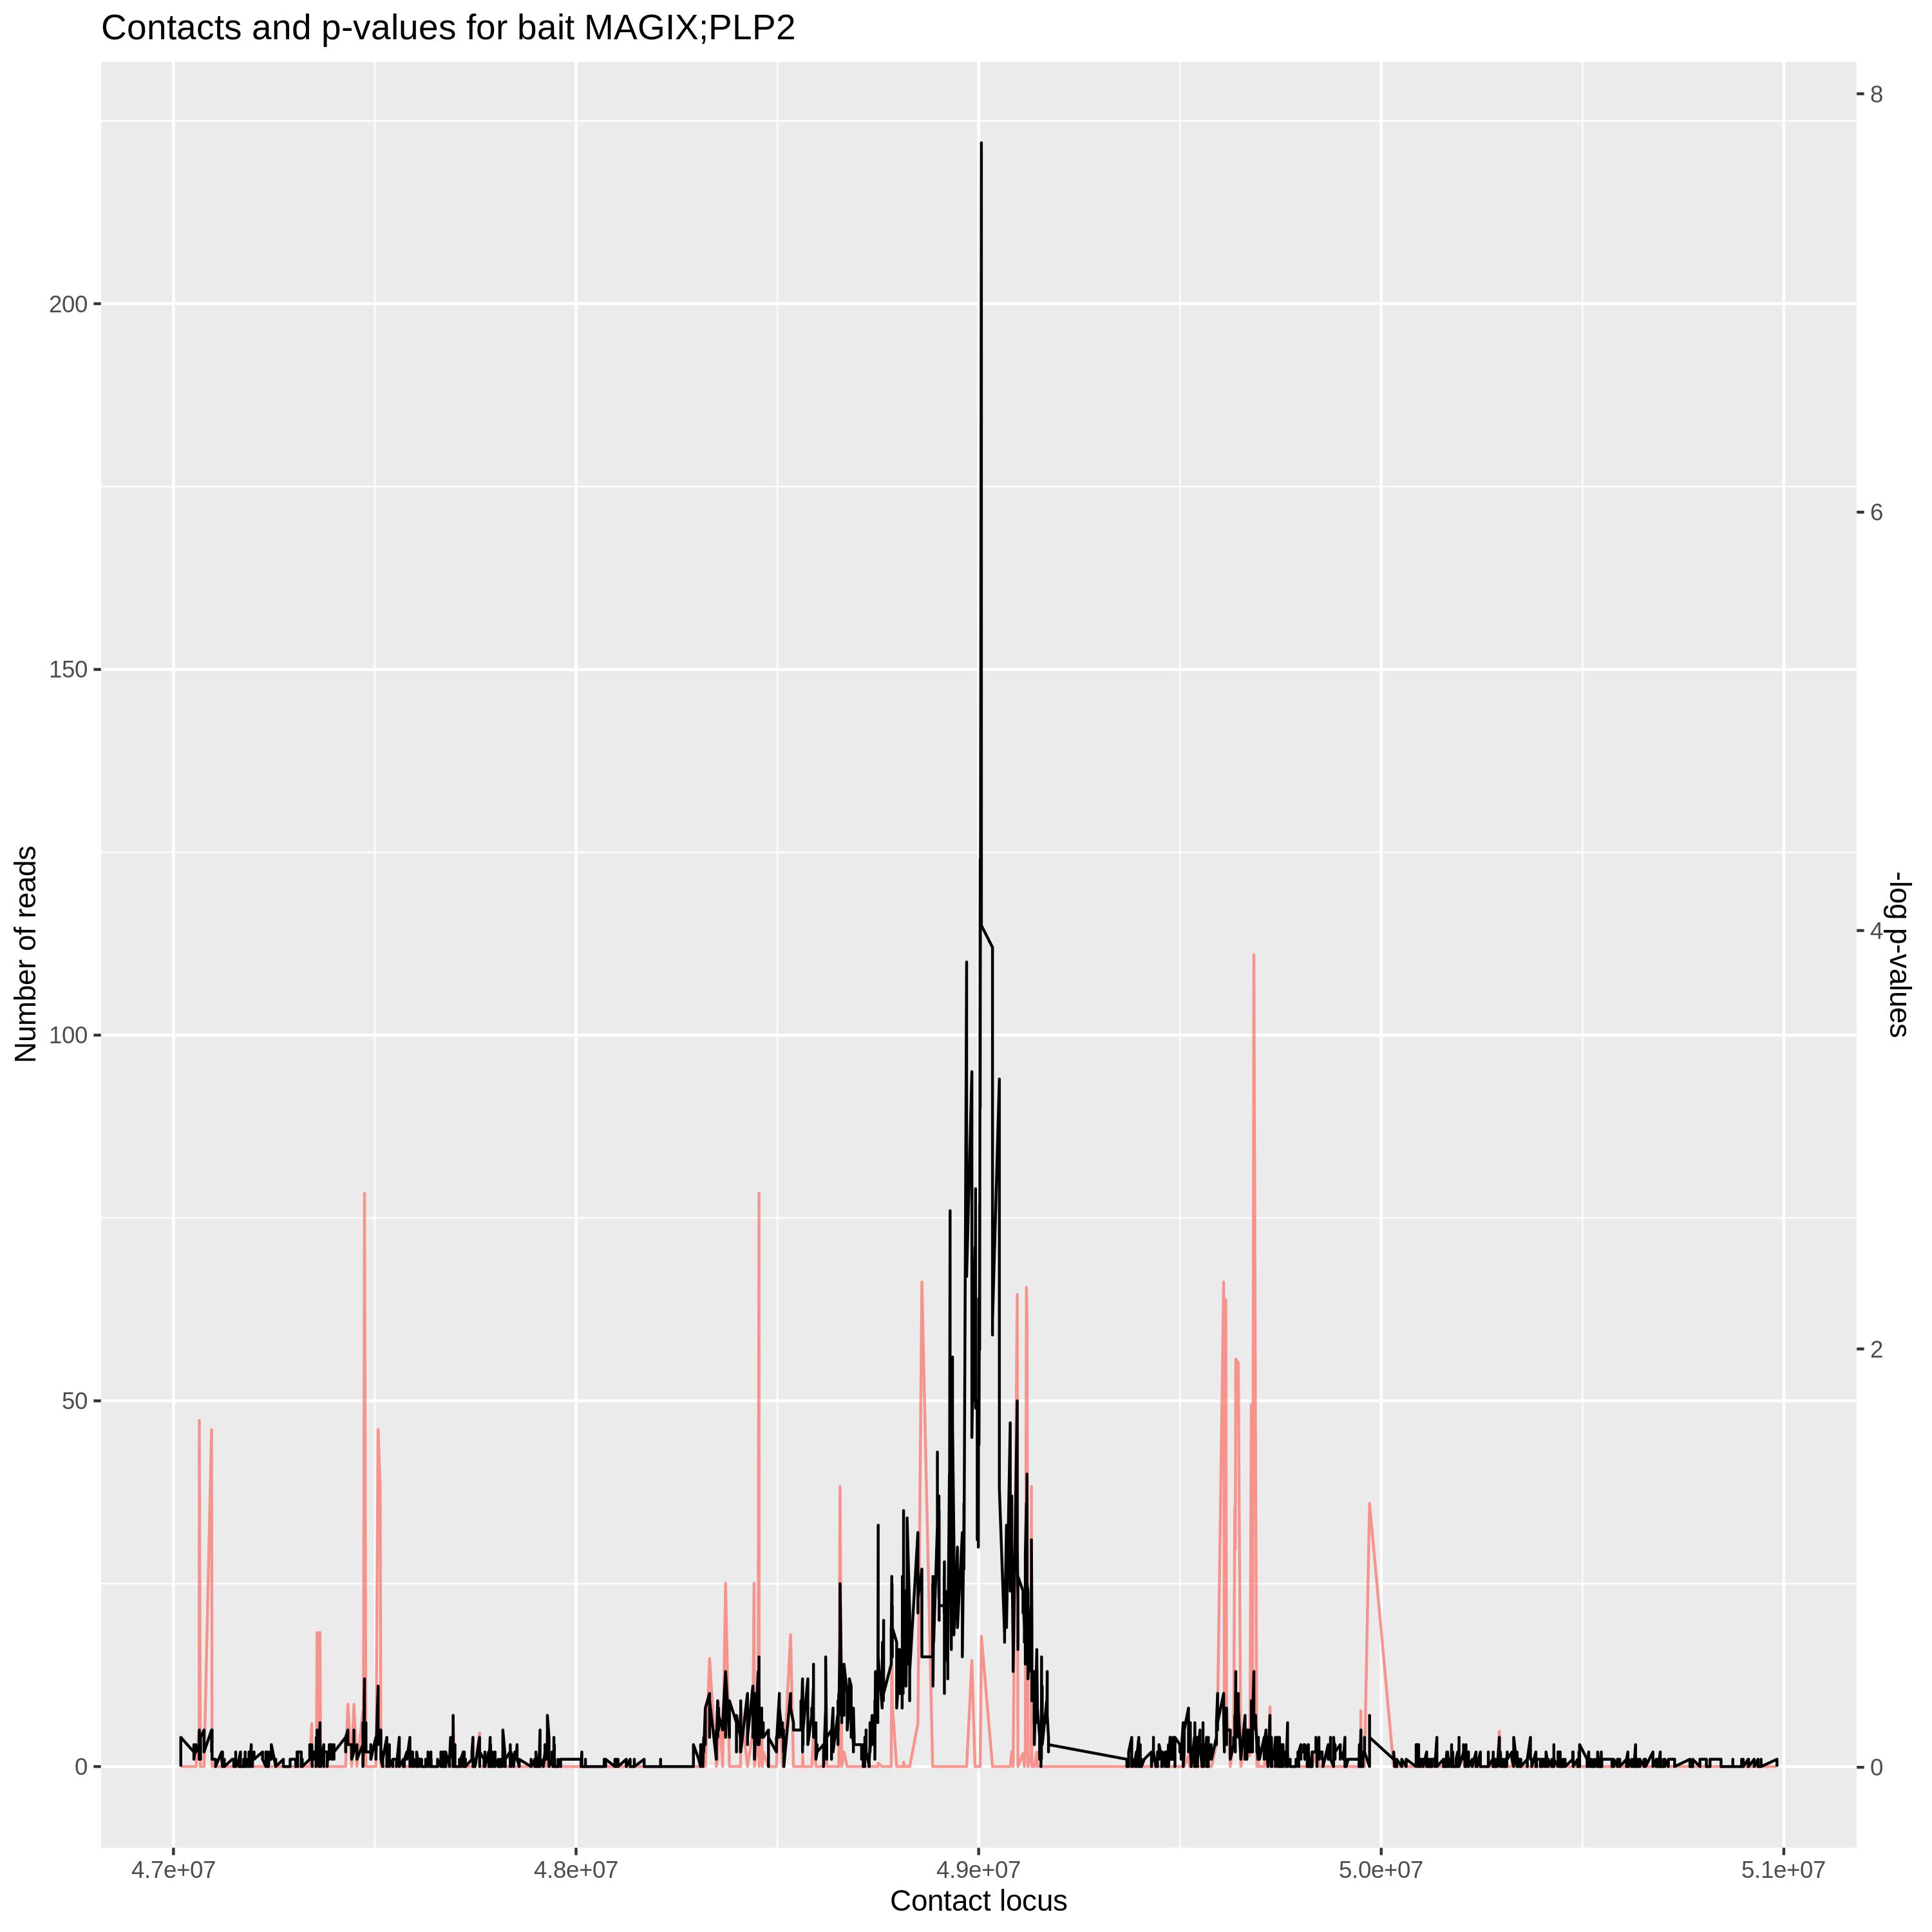 Contacts and p-values for bait MAGIX;PLP2
Number of reads
200
150
100
50
0
8
6
4
2
0
-log p-values
4.7e+07 4.8e+07 4.9e+07 5.0e+07 5.1e+07
Contact locus